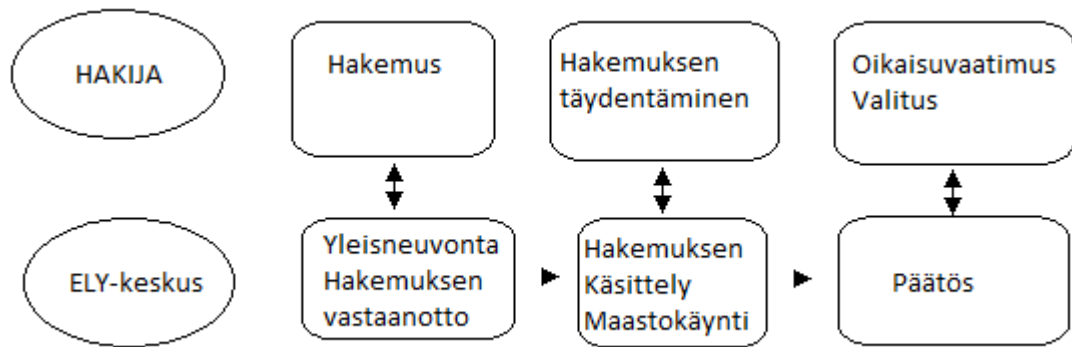 HAKIJA
Hakemus
Hakemuksen
täydentäminen
Oikaisuvaatimus
Valitus
ELY-keskus
Yleisneuvonta
Hakemuksen
vastaanotto
Hakemuksen
Käsittely
Maastokäynti
Päätös